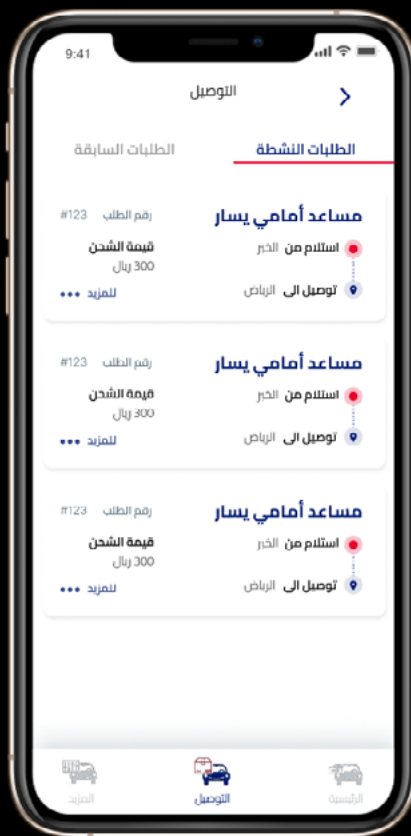 9:41
التوصيل
الطلبات النشطة
الطلبات السابقة
مساعد أمامي يسار
رقم الطلب #123
استلام من الخبر
قيمة الشحن
300 ريال
توصيل الى الرياض
للمزيد
مساعد أمامي يسار
رقم الطلب #123
استلام من الخبر
قيمة الشحن
300 ريال
توصيل الى الرياض
للمزيد
مساعد أمامي يسار
رقم الطلب #123
استلام من الخبر
قيمة الشحن
300 ريال
توصيل الى الرياض
للمزيد
الرئيسية
التوصيل
المزيد